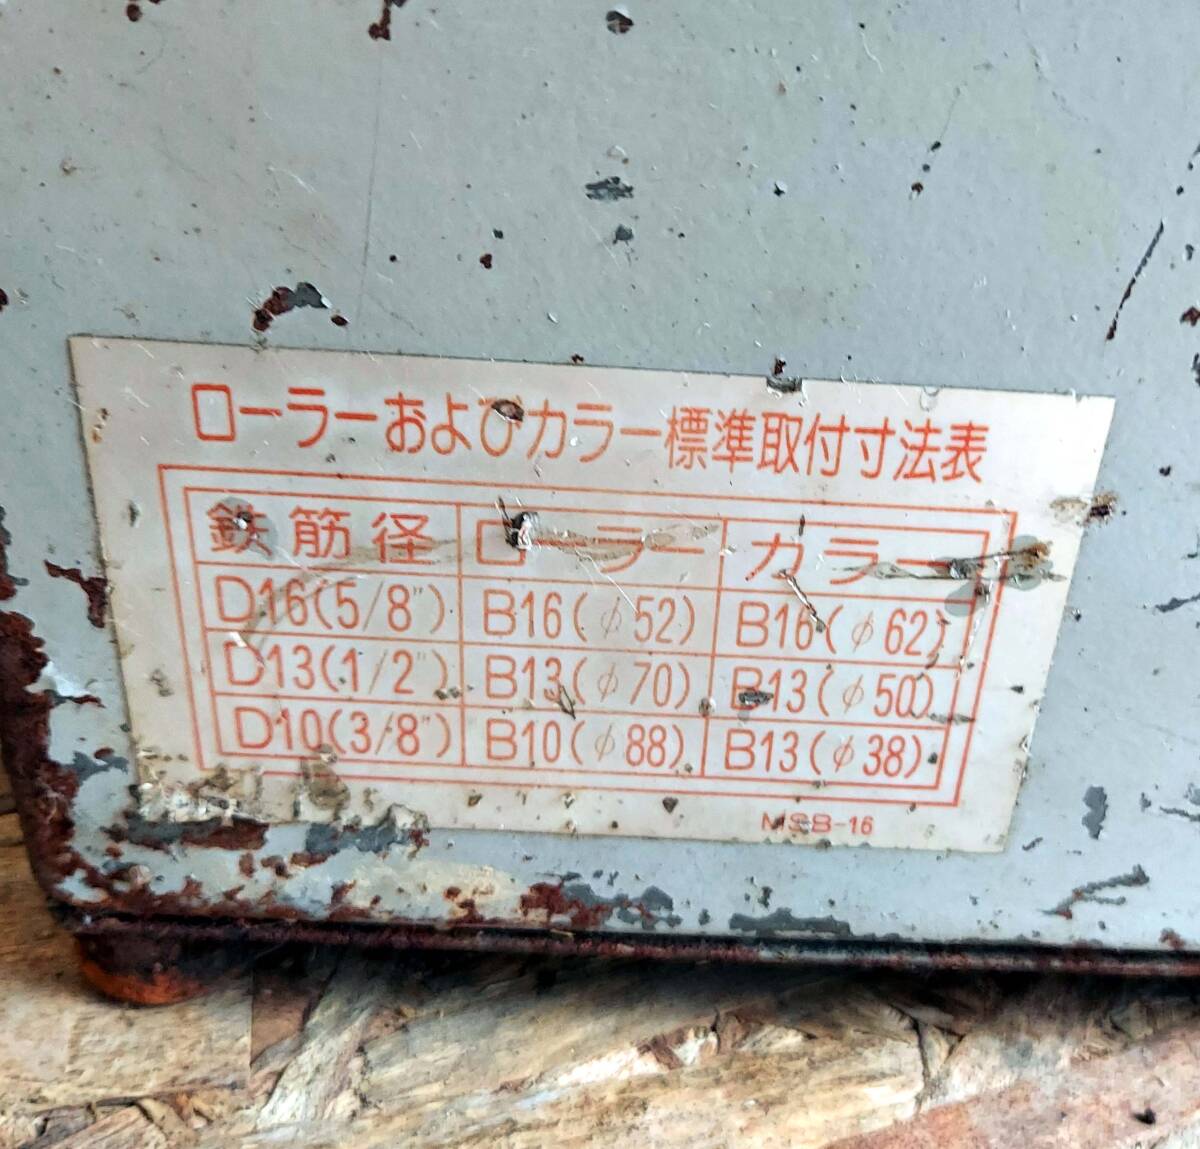 ローラーおよびカラー標準取付寸法表
鉄筋径 ローラー カラー
D16(5/8") B16(φ52) B16(φ62)
D13(1/2") B13(φ70) B13(φ50)
D10(3/8") B10(φ88) B13(φ38)
MSB-16